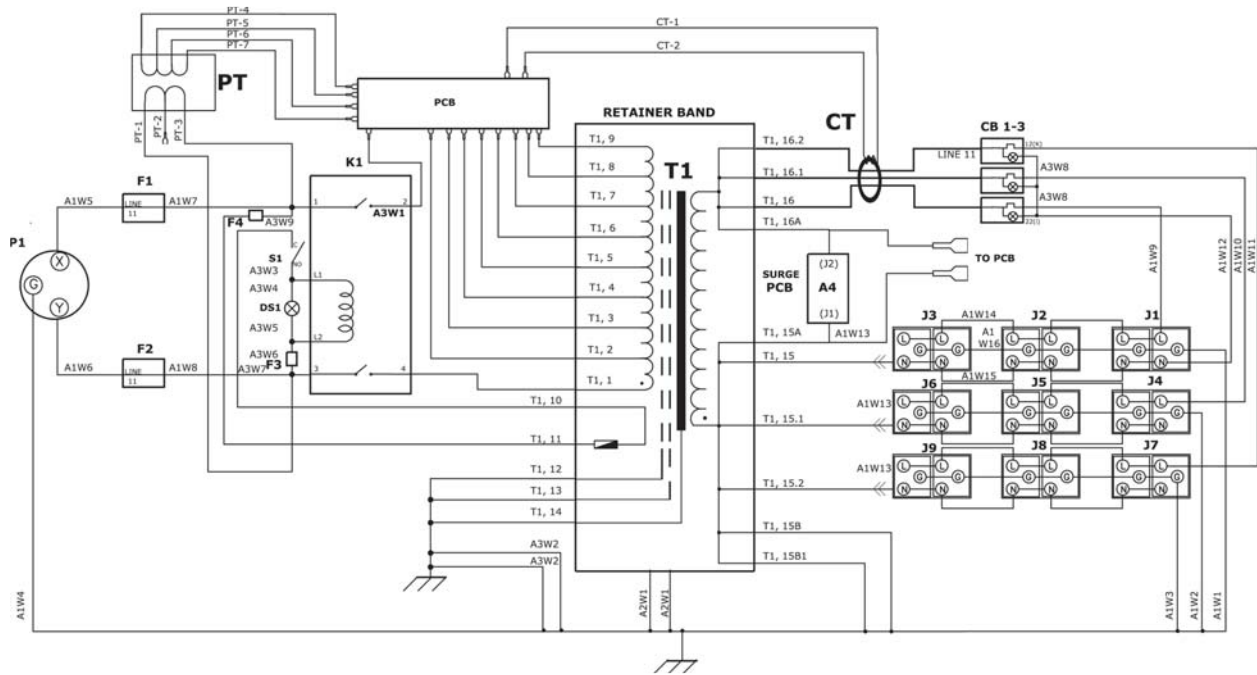 PT-4
PT-5
PT-6
PT-7
PT
PT-1
PT-2
PT-3
CT-1
CT-2
PCB
RETAINER BAND
CT
CB 1-3
LINE 11
A3W8
A3W8
K1
1
2
A3W1
L1
L2
3
4
F1
LINE
11
A1W5
A1W7
F4
A3W9
P1
X
G
Y
S1
NO
A3W3
A3W4
DS1
A3W5
A3W6
F3
A3W7
F2
LINE
11
A1W6
A1W8
T1
T1, 9
T1, 8
T1, 7
T1, 6
T1, 5
T1, 4
T1, 3
T1, 2
T1, 1
T1, 10
T1, 11
T1, 12
T1, 13
T1, 14
A3W2
A3W2
T1, 16.2
T1, 16.1
T1, 16
T1, 16A
SURGE
PCB
(J2)
A4
(J1)
TO PCB
T1, 15A
A1W13
T1, 15
T1, 15.1
T1, 15.2
T1, 15B
T1, 15B1
A1W9
A1W12
A1W10
A1W11
J3
A1W14
J2
J1
A1
W16
L L L L L L
G G G
N N N N N N
A1W15
J6
J5
J4
A1W13
L L L L L L
G G G
N N N N N N
J9
J8
J7
A1W13
L L L L L L
G G G
N N N N N N
A1W4
A2W1
A2W1
A1W3
A1W2
A1W1